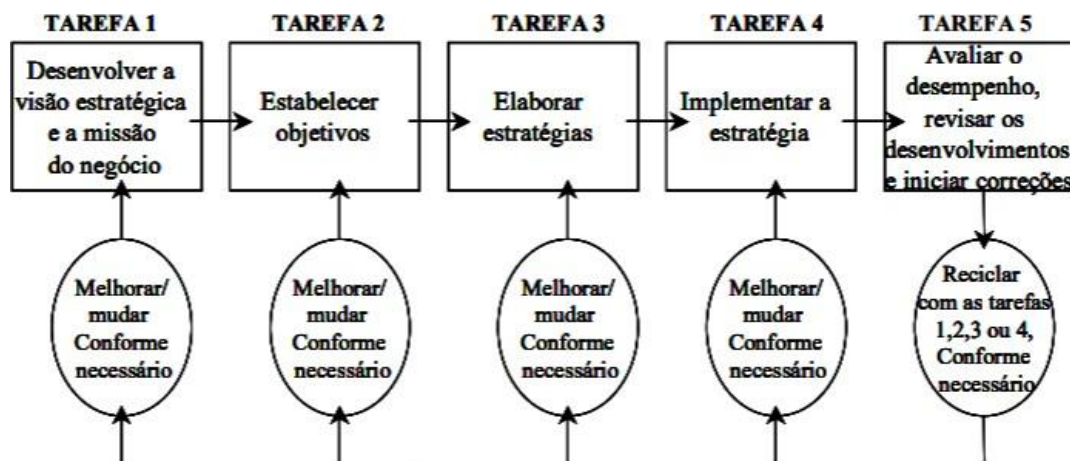 TAREFA 1
TAREFA 2
TAREFA 3
TAREFA 4
TAREFA 5
Desenvolver a
visão estratégica
e a missão
do negócio
Estabelecer
objetivos
Elaborar
estratégias
Implementar a
estratégia
Avaliar o
desempenho,
revisar os
desenvolvimentos
e iniciar correções
Melhorar/
mudar
Conforme
necessário
Melhorar/
mudar
Conforme
necessário
Melhorar/
mudar
Conforme
necessário
Melhorar/
mudar
Conforme
necessário
Reciclar
com as tarefas
1,2,3 ou 4,
Conforme
necessário